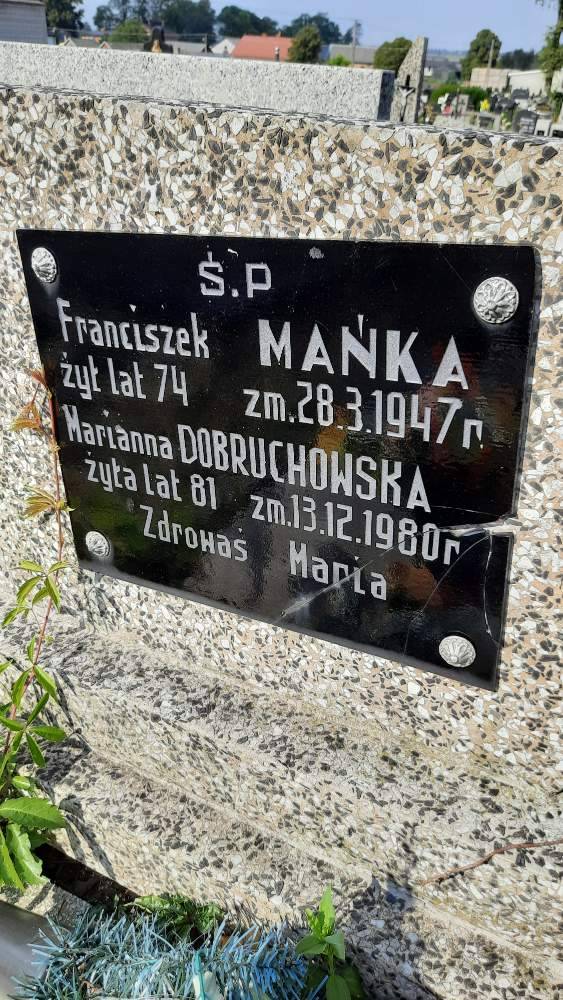 Ś.P
Franciszek MAŃKA
żył lat 74 zm.28.3.1947r
Marianna DOBRUCHOWSKA
żyła lat 81 zm.13.12.1980r
Zdrowaś Maria